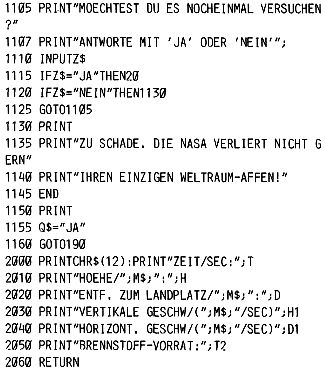 1105 PRINT"MOECHTEST DU ES NOCHEINMAL VERSUCHEN
?"
1107 PRINT"ANTWORTE MIT 'JA' ODER 'NEIN'";
1110 INPUTZ$
1115 IFZ$="JA"THEN20
1120 IFZ$="NEIN"THEN1130
1125 GOTO1105
1130 PRINT
1135 PRINT"ZU SCHADE. DIE NASA VERLIERT NICHT G
ERN"
1140 PRINT"IHREN EINZIGEN WELTRAUM-AFFEN!"
1145 END
1150 PRINT
1155 Q$="JA"
1160 GOTO190
2000 PRINTCHR$(12):PRINT"ZEIT/SEC:";T
2010 PRINT"HOEHE/";M$;":";H
2020 PRINT"ENTF. ZUM LANDPLATZ/";M$;":";D
2030 PRINT"VERTIKALE GESCHW/(";M$;"/SEC)";H1
2040 PRINT"HORIZONT. GESCHW/(";M$;"/SEC)";D1
2050 PRINT"BRENNSTOFF-VORRAT:";T2
2060 RETURN